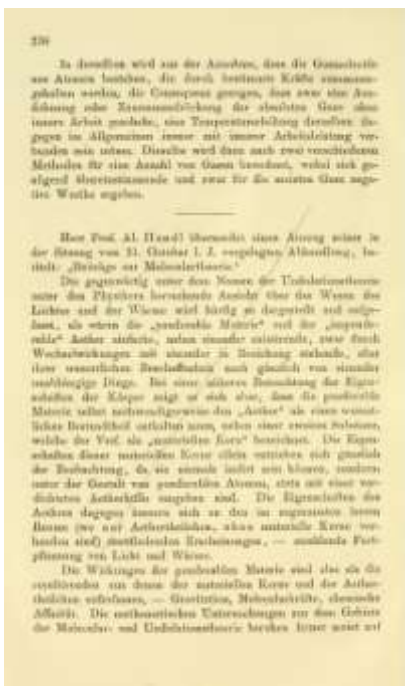 236
In derselben wird aus der Annahme, dass die Gasmolecüle
aus Atomen bestehen, die durch bestimmte Kräfte zusammen-
gehalten werden, die Consequenz gezogen, dass zwar eine Aus-
dehnung oder Zusammendrückung der absoluten Gase ohne
innere Arbeit geschehe, eine Temperaturerhöhung derselben da-
gegen im Allgemeinen immer mit innerer Arbeitsleistung ver-
bunden sein müsse. Dieselbe wird dann nach zwei verschiedenen
Methoden für eine Anzahl von Gasen berechnet, wobei sich ge-
nügend übereinstimmende und zwar für die meisten Gase nega-
tive Werthe ergeben.
Herr Prof. Al. Handl übersendet einen Auszug seiner in
der Sitzung vom 31. October l. J. vorgelegten Abhandlung, be-
titelt: „Beiträge zur Moleculartheorie."
Die gegenwärtig unter dem Namen der Undulationstheorie
unter den Physikern herrschende Ansicht über das Wesen des
Lichtes und der Wärme wird häufig so dargestellt und aufge-
fasst, als wären die „ponderable Materie" und der „impondera-
rable" Aether einfache, neben einander existirende, zwar durch
Wechselwirkungen mit einander in Beziehung stehende, aber
ihrer wesentlichen Beschaffenheit nach gänzlich von einander
unabhängige Dinge. Bei einer näheren Betrachtung der Eigen-
schaften der Körper zeigt es sich aber, dass die ponderable
Materie selbst nothwendigerweise den „Aether" als einen wesent-
lichen Bestandtheil enthalten muss, neben einer zweiten Substanz,
welche der Verf. als „materiellen Kern" bezeichnet. Die Eigen-
schaften dieser materiellen Kerne allein entziehen sich gänzlich
der Beobachtung, da sie niemals isolirt sein können, sondern
unter der Gestalt von ponderablen Atomen, stets mit einer ver-
dichteten Aetherhülle umgeben sind. Die Eigenschaften des
Aethers dagegen äussern sich an den im sogenannten leeren
Raume (wo nur Aethertheilchen, ohne materielle Kerne vor-
handen sind) stattfindenden Erscheinungen, — strahlende Fort-
pflanzung von Licht und Wärme.
Die Wirkungen der ponderablen Materie sind also als die
resultirenden aus denen der materiellen Kerne und der Aether-
theilchen aufzufassen, — Gravitation, Molecularkräfte, chemische
Affinität. Die mathematischen Untersuchungen aus dem Gebiete
der Molecular- und Undulationstheorie beruhen ferner meist auf